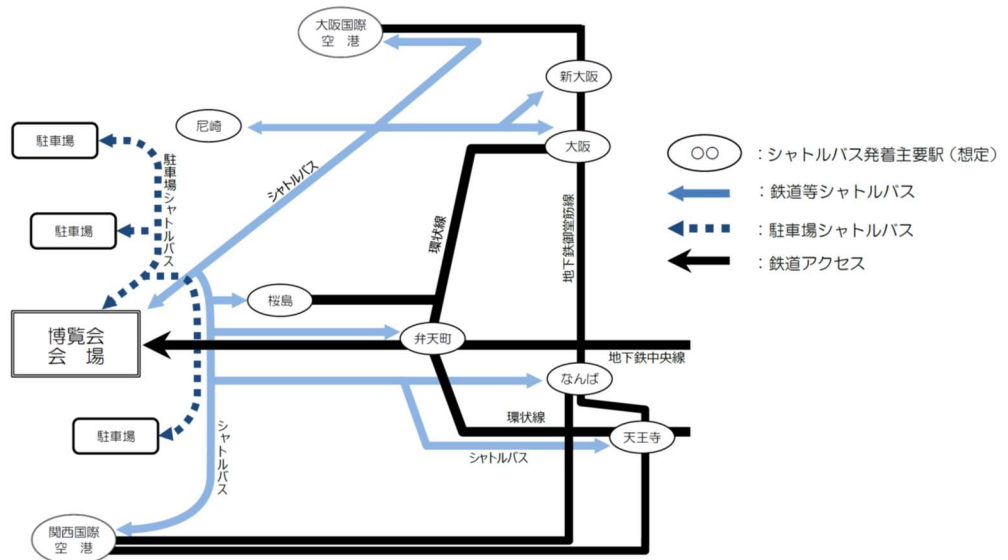 大阪国際
空 港
新大阪
尼崎
大阪
駐車場
駐車場シャトルバス
シャトルバス
環状線
地下鉄御堂筋線
○○
：シャトルバス発着主要駅（想定）
：鉄道等シャトルバス
：駐車場シャトルバス
：鉄道アクセス
駐車場
桜島
博覧会
会 場
弁天町
地下鉄中央線
なんば
駐車場
シャトルバス
環状線
天王寺
シャトルバス
関西国際
空 港